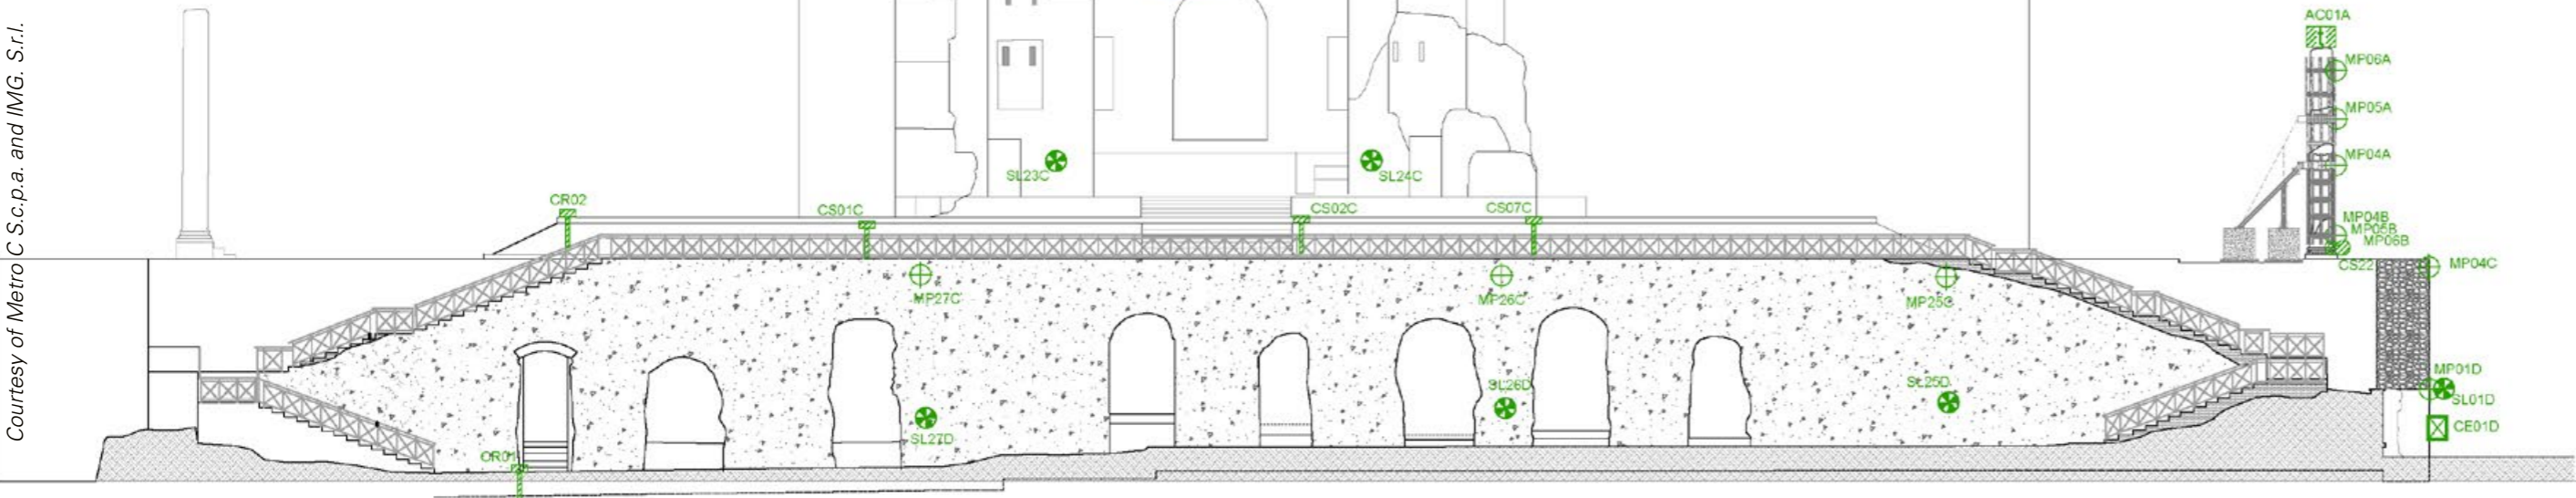 Courtesy of Metro C S.c.p.a. and IMG. S.r.l.
AC01A
MP06A
MP05A
MP04A
SL23C
SL24C
CR02
CS01C
CS02C
CS07C
MP04B
MP05B
MP06B
CS22
MP04C
MP27C
MP26C
MP25C
MP01D
SL26D
SL25D
SL01D
CE01D
SL27D
CR01